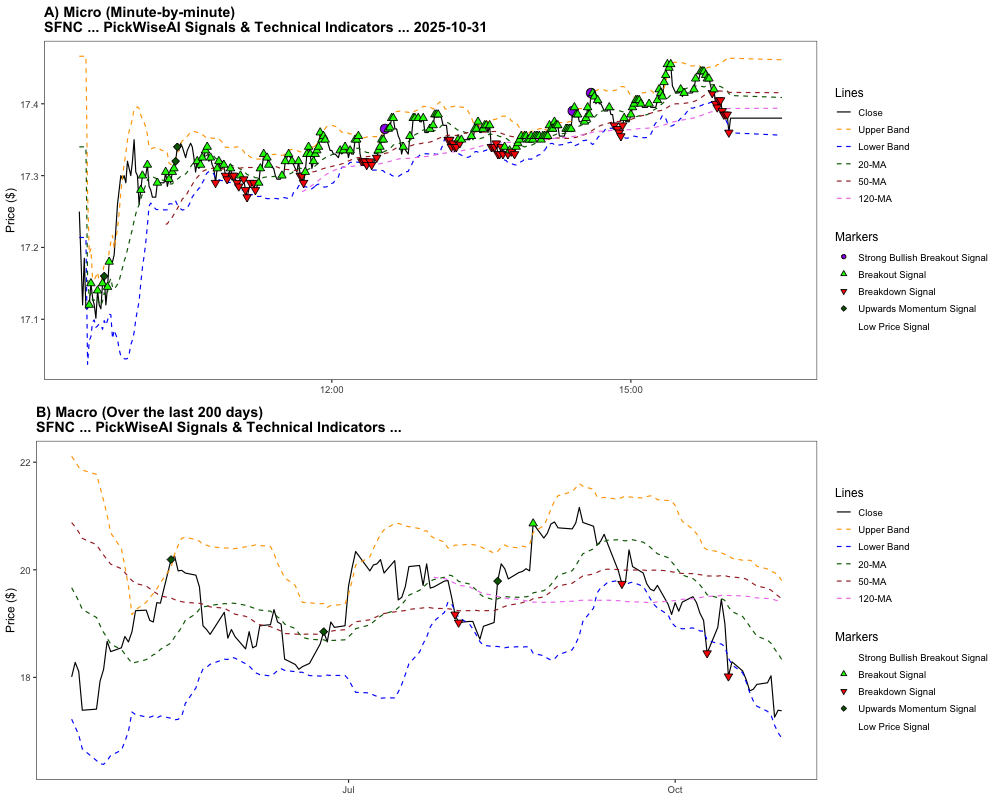 A) Micro (Minute-by-minute)
SFNC ... PickWiseAI Signals & Technical Indicators ... 2025-10-31
Price ($)
17.4
17.3
17.2
17.1
12:00
15:00
Lines
Close
Upper Band
Lower Band
20-MA
50-MA
120-MA
Markers
Strong Bullish Breakout Signal
Breakout Signal
Breakdown Signal
Upwards Momentum Signal
Low Price Signal
B) Macro (Over the last 200 days)
SFNC ... PickWiseAI Signals & Technical Indicators ...
Price ($)
22
20
18
Jul
Oct
Lines
Close
Upper Band
Lower Band
20-MA
50-MA
120-MA
Markers
Strong Bullish Breakout Signal
Breakout Signal
Breakdown Signal
Upwards Momentum Signal
Low Price Signal